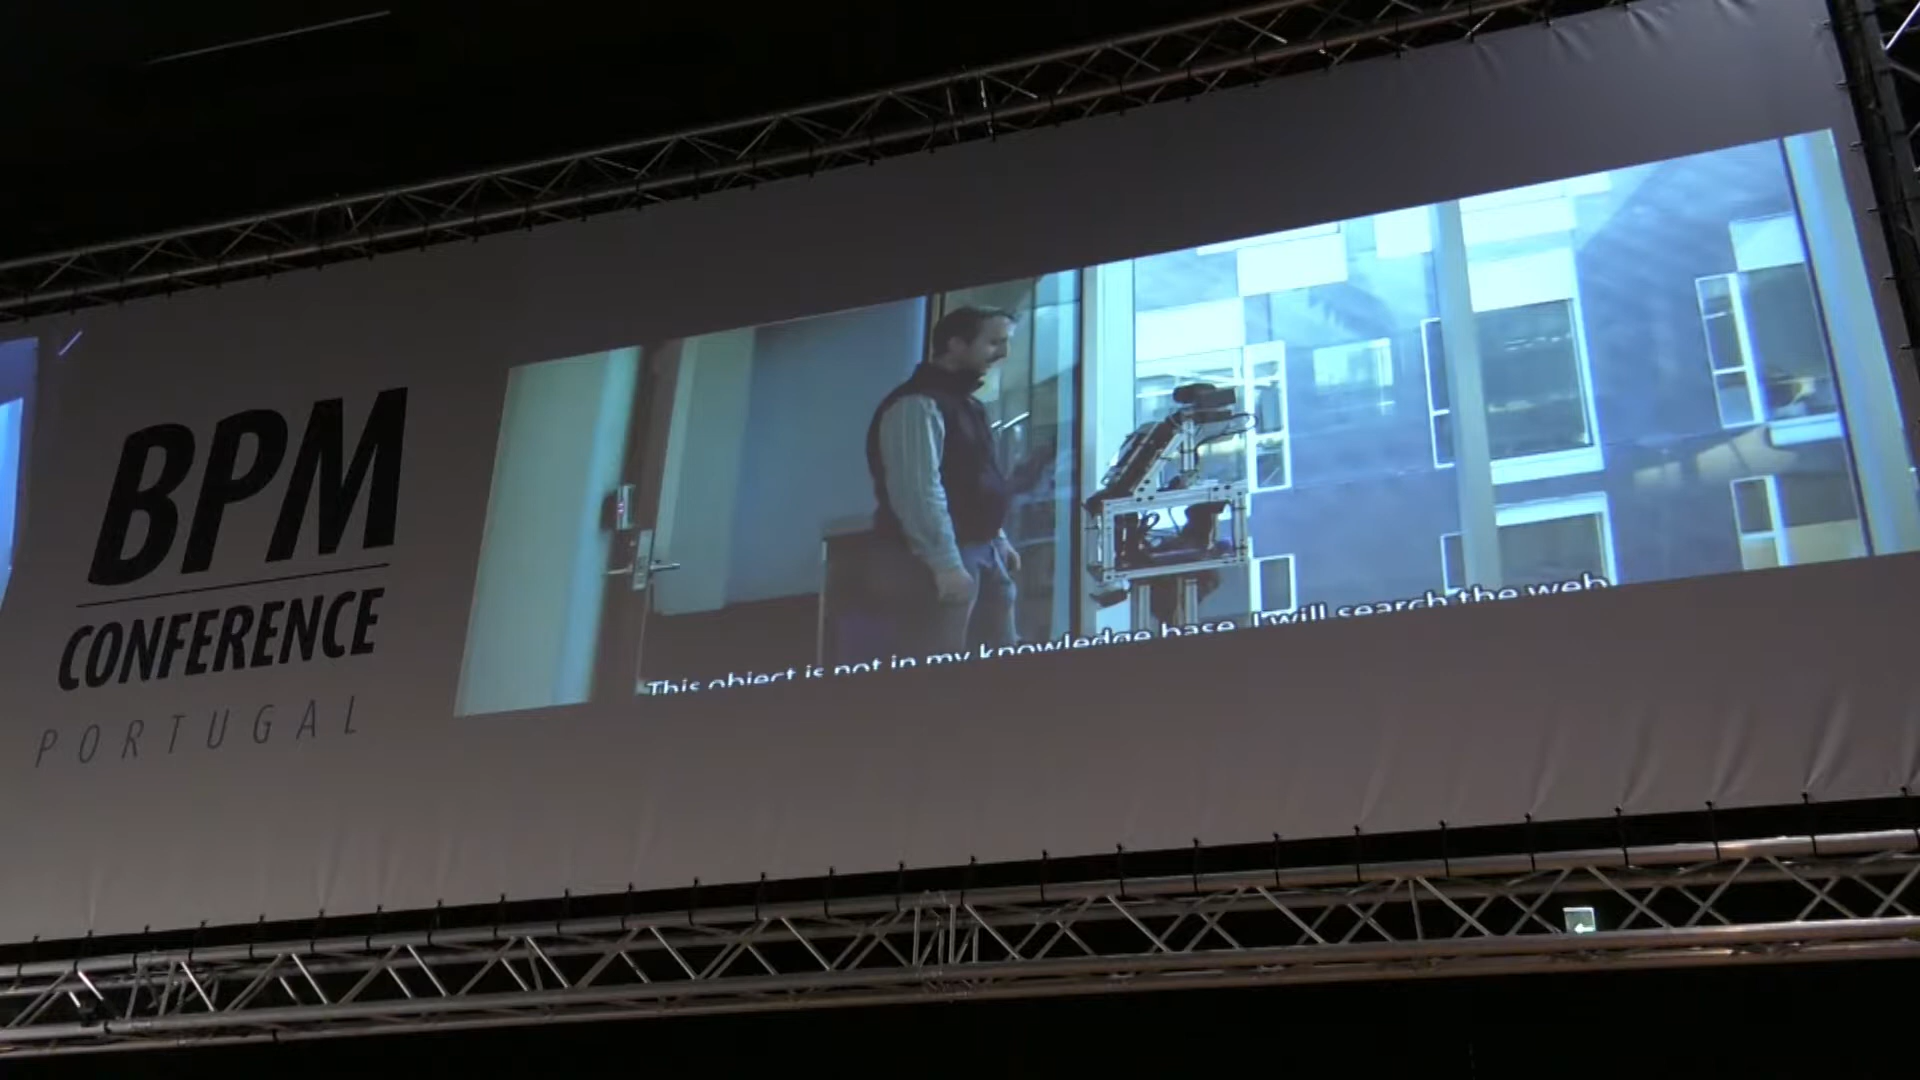 BPM
CONFERENCE
PORTUGAL
This object is not in my knowledge base. I will search the web.